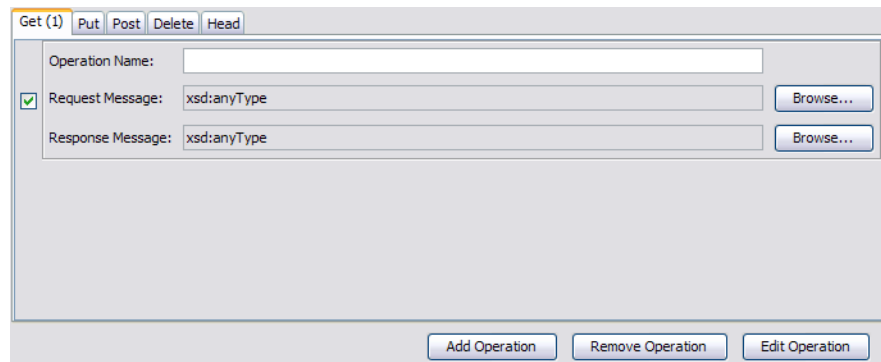 Get (1) Put Post Delete Head
Operation Name:
Request Message: xsd:anyType Browse...
Response Message: xsd:anyType Browse...
Add Operation Remove Operation Edit Operation